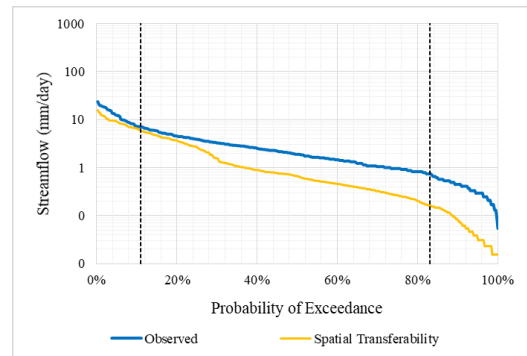 1000
100
10
1
0
0
Streamflow (mm/day)
0% 20% 40% 60% 80% 100%
Probability of Exceedance
Observed Spatial Transferability